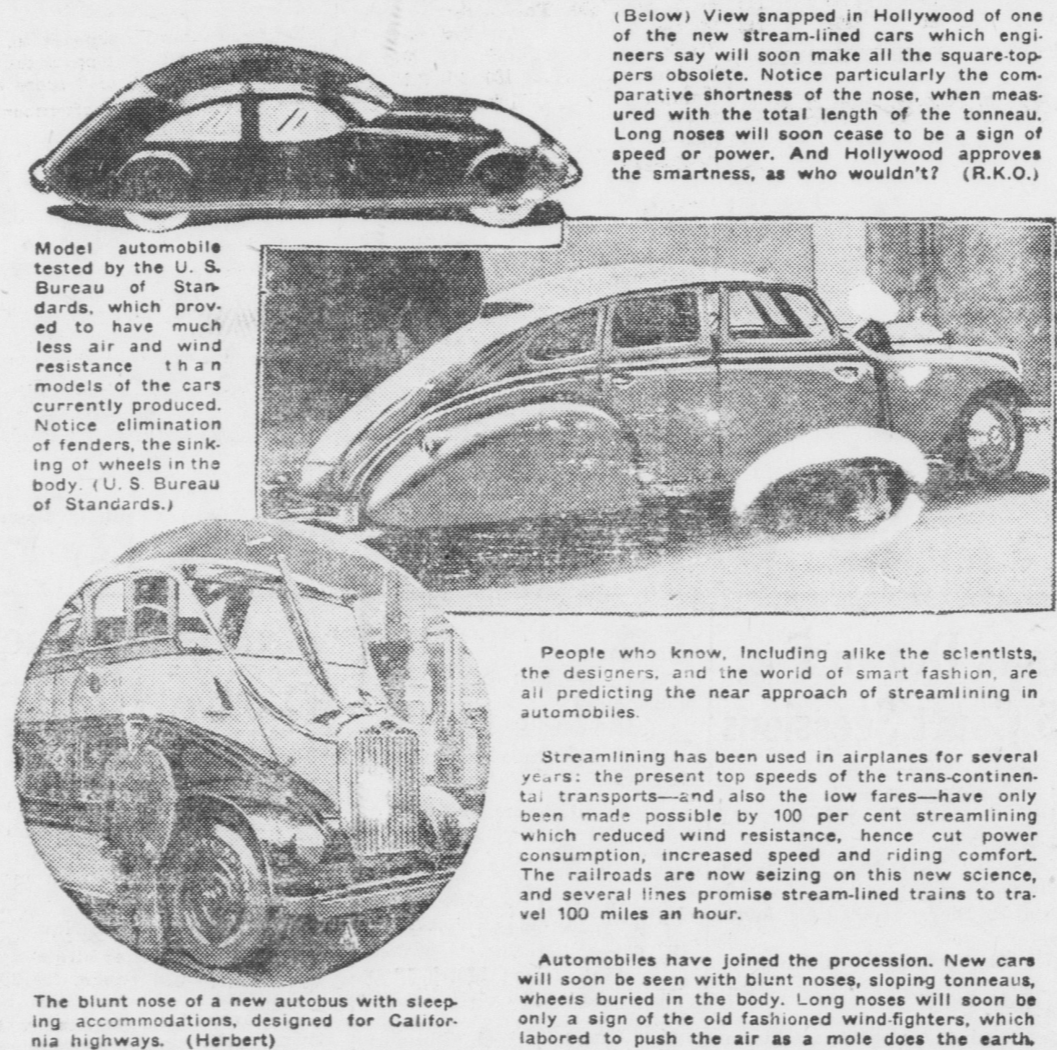 (Below) View snapped in Hollywood of one
of the new stream-lined cars which engi-
neers say will soon make all the square-top-
pers obsolete. Notice particularly the com-
parative shortness of the nose, when meas-
ured with the total length of the tonneau.
Long noses will soon cease to be a sign of
speed or power. And Hollywood approves
the smartness, as who wouldn't? (R.K.O.)
Model automobile
tested by the U. S.
Bureau of Stan-
dards, which prov-
ed to have much
less air and wind
resistance than
models of the cars
currently produced.
Notice elimination
of fenders, the sink-
ing of wheels in the
body. (U. S. Bureau
of Standards.)
People who know, including alike the scientists,
the designers, and the world of smart fashion, are
all predicting the near approach of streamlining in
automobiles.
Streamlining has been used in airplanes for several
years: the present top speeds of the trans-continen-
tal transports—and also the low fares—have only
been made possible by 100 per cent streamlining
which reduced wind resistance, hence cut power
consumption, increased speed and riding comfort.
The railroads are now seizing on this new science,
and several lines promise stream-lined trains to tra-
vel 100 miles an hour.
Automobiles have joined the procession. New cars
will soon be seen with blunt noses, sloping tonneaus,
wheels buried in the body. Long noses will soon be
only a sign of the old fashioned wind-fighters, which
labored to push the air as a mole does the earth.
The blunt nose of a new autobus with sleep-
ing accommodations, designed for Califor-
nia highways. (Herbert)